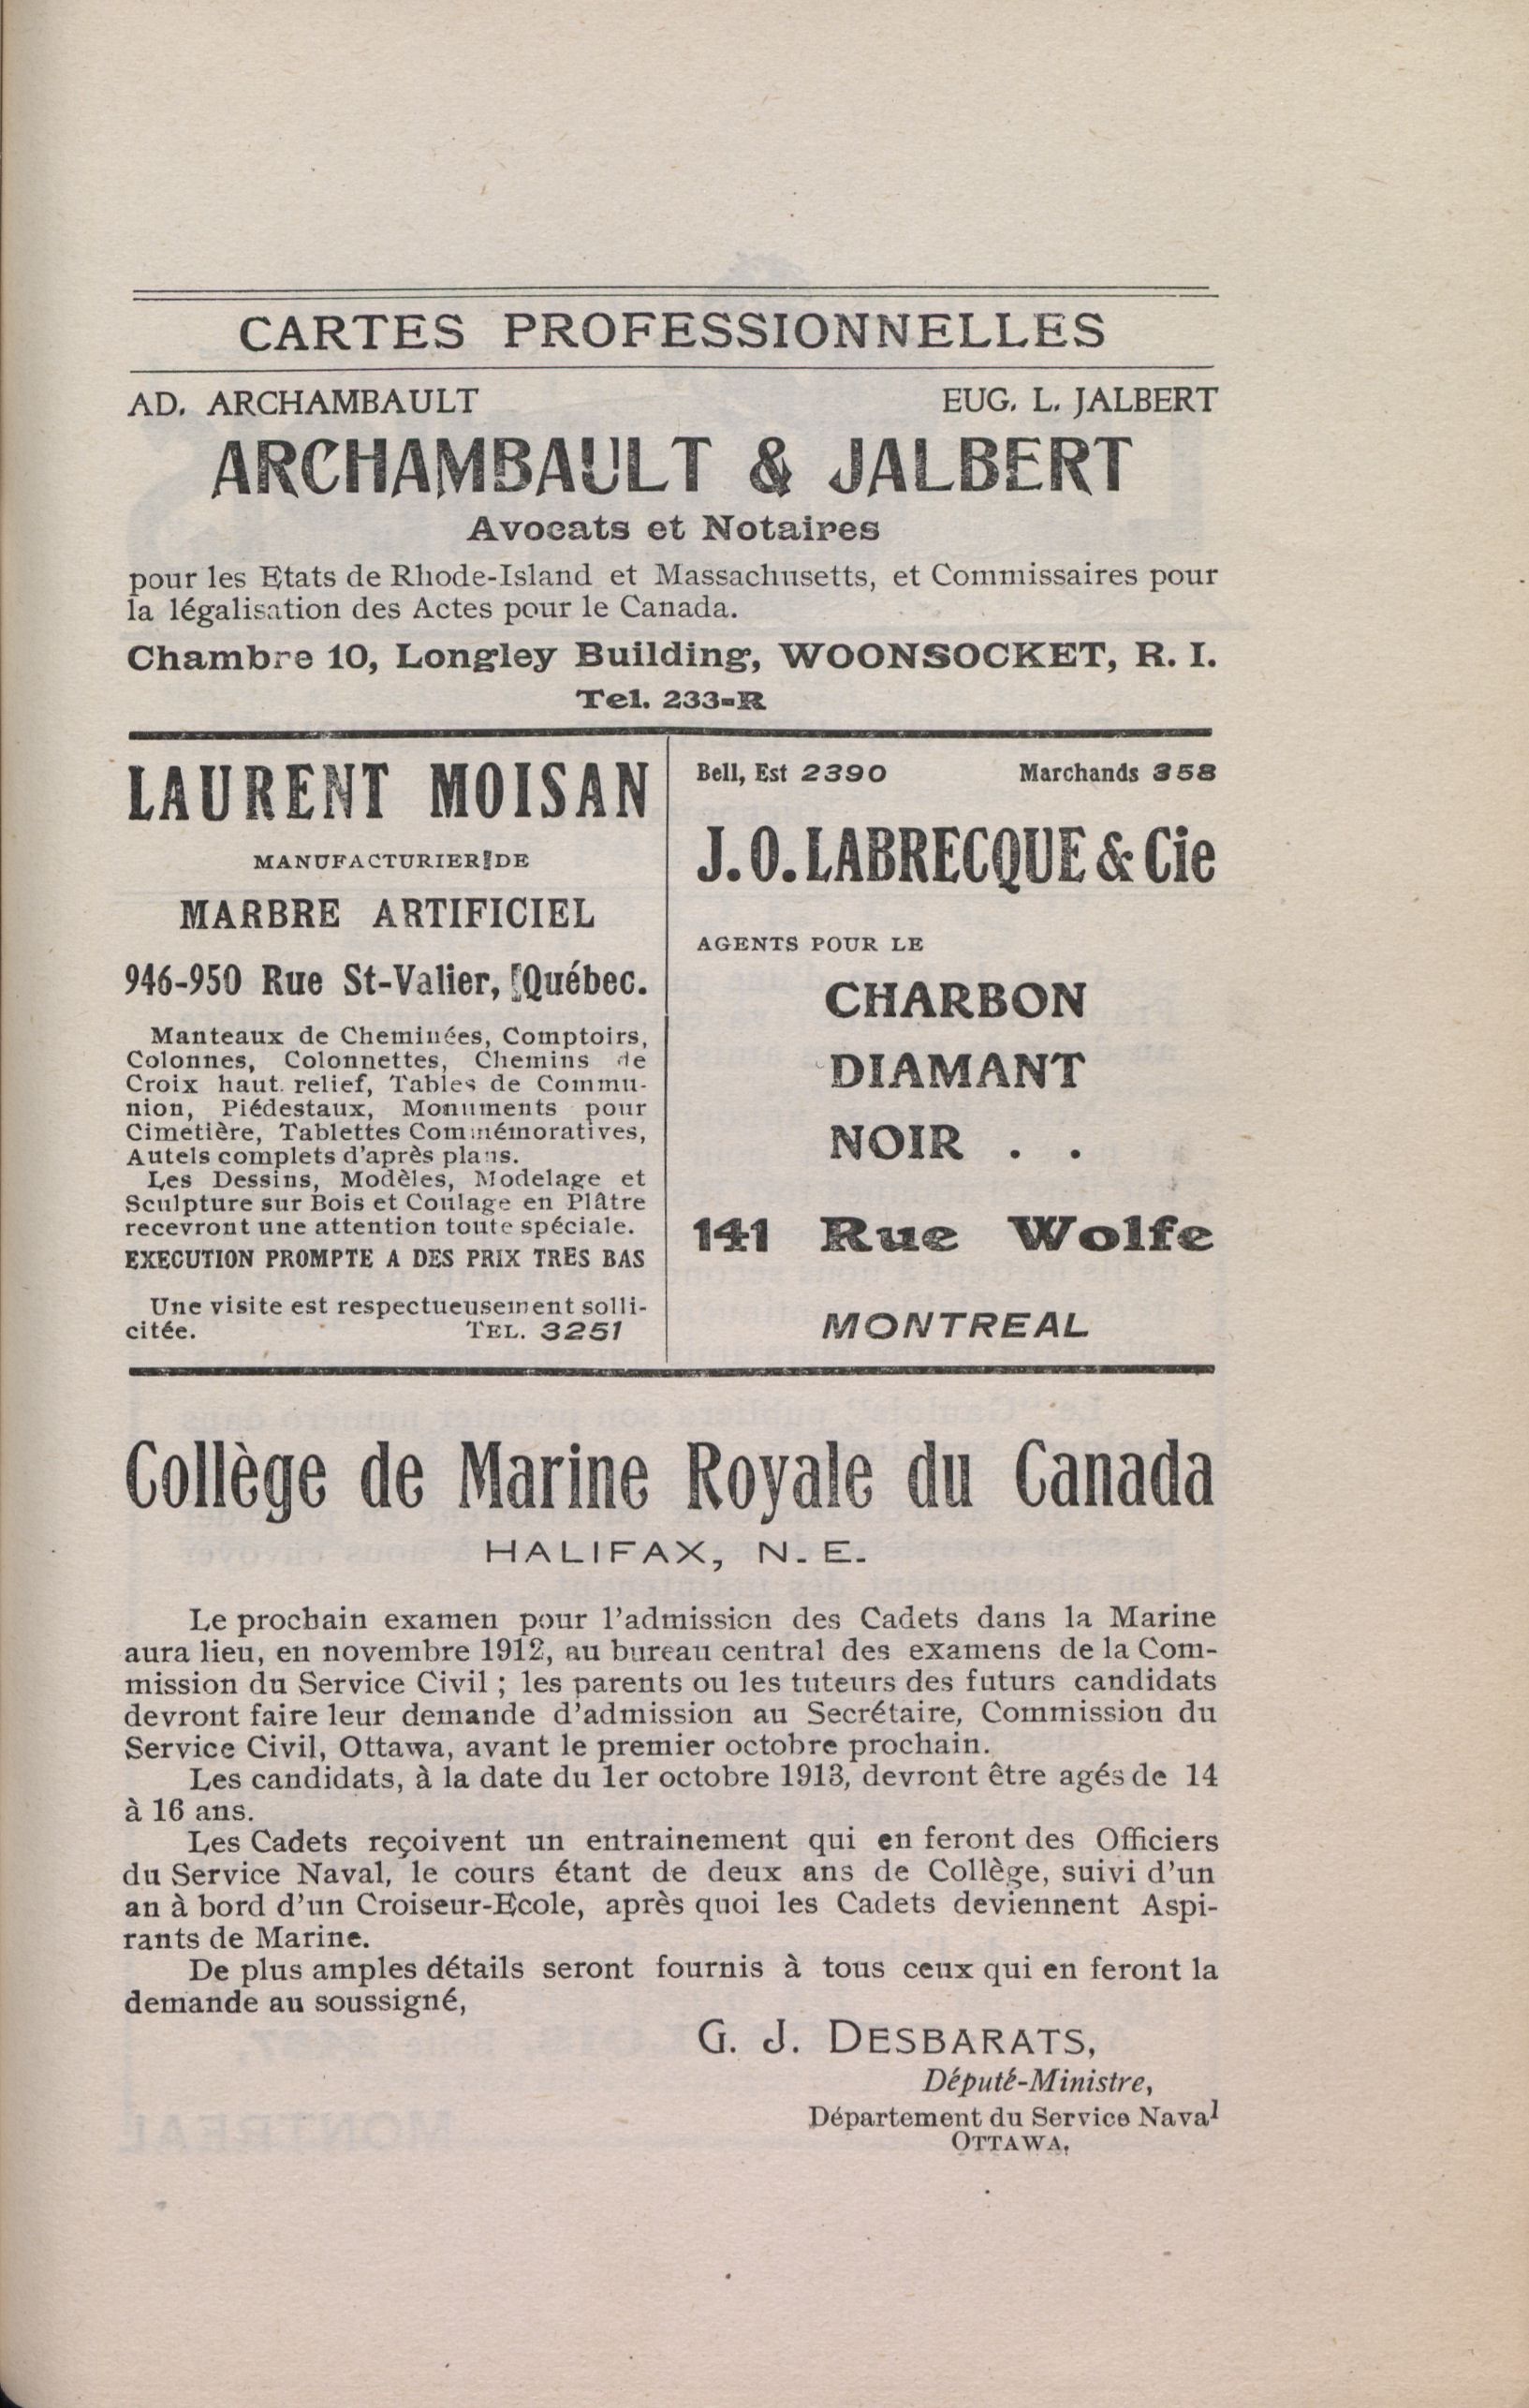 CARTES PROFESSIONNELLES
AD. ARCHAMBAULT EUG. L. JALBERT
ARCHAMBAULT & JALBERT
Avocats et Notaires
pour les Etats de Rhode-Island et Massachusetts, et Commissaires pour
la légalisation des Actes pour le Canada.
Chambre 10, Longley Building, WOONSOCKET, R. I.
Tel. 233-R
LAURENT MOISAN
MANUFACTURIER DE
MARBRE ARTIFICIEL
946-950 Rue St-Valier, Québec.
Manteaux de Cheminées, Comptoirs,
Colonnes, Colonnettes, Chemins de
Croix haut. relief, Tables de Commu-
nion, Piédestaux, Monuments pour
Cimetière, Tablettes Commémoratives,
Autels complets d'après plans.
Les Dessins, Modèles, Modelage et
Sculpture sur Bois et Coulage en Plâtre
recevront une attention toute spéciale.
EXECUTION PROMPTE A DES PRIX TRES BAS
Une visite est respectueusement solli-
citée. TEL. 3251
Bell, Est 2390 Marchands 358
J. O. LABRECQUE & Cie
AGENTS POUR LE
CHARBON
DIAMANT
NOIR . .
141 Rue Wolfe
MONTREAL
Collège de Marine Royale du Canada
HALIFAX, N. E.
Le prochain examen pour l'admission des Cadets dans la Marine
aura lieu, en novembre 1912, au bureau central des examens de la Com-
mission du Service Civil ; les parents ou les tuteurs des futurs candidats
devront faire leur demande d'admission au Secrétaire, Commission du
Service Civil, Ottawa, avant le premier octobre prochain.
Les candidats, à la date du 1er octobre 1913, devront être agés de 14
à 16 ans.
Les Cadets reçoivent un entrainement qui en feront des Officiers
du Service Naval, le cours étant de deux ans de Collège, suivi d'un
an à bord d'un Croiseur-Ecole, après quoi les Cadets deviennent Aspi-
rants de Marine.
De plus amples détails seront fournis à tous ceux qui en feront la
demande au soussigné,
G. J. DESBARATS,
Député-Ministre,
Département du Service Naval
OTTAWA.